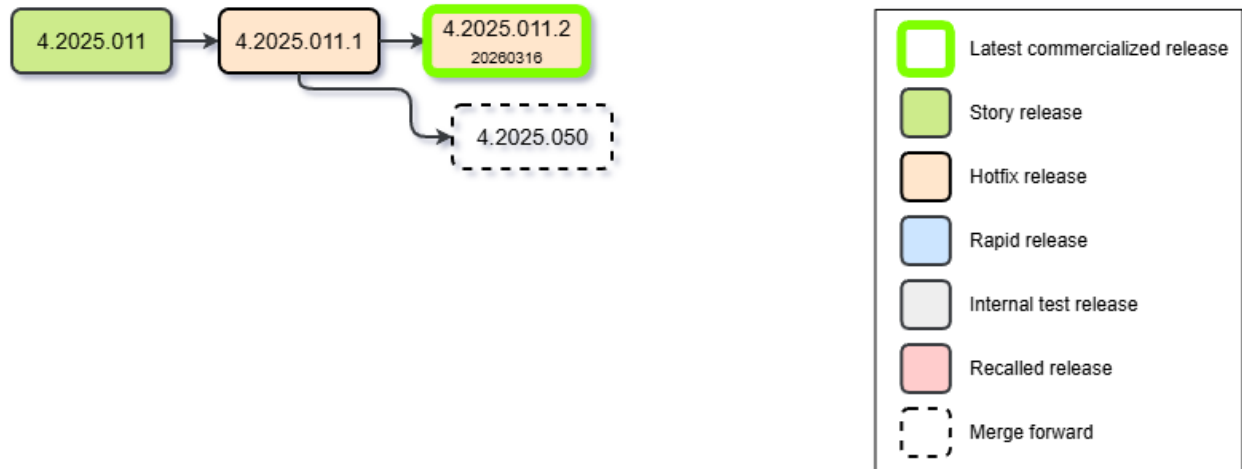 4.2025.011
4.2025.011.1
4.2025.011.2
20260316
4.2025.050
Latest commercialized release
Story release
Hotfix release
Rapid release
Internal test release
Recalled release
Merge forward